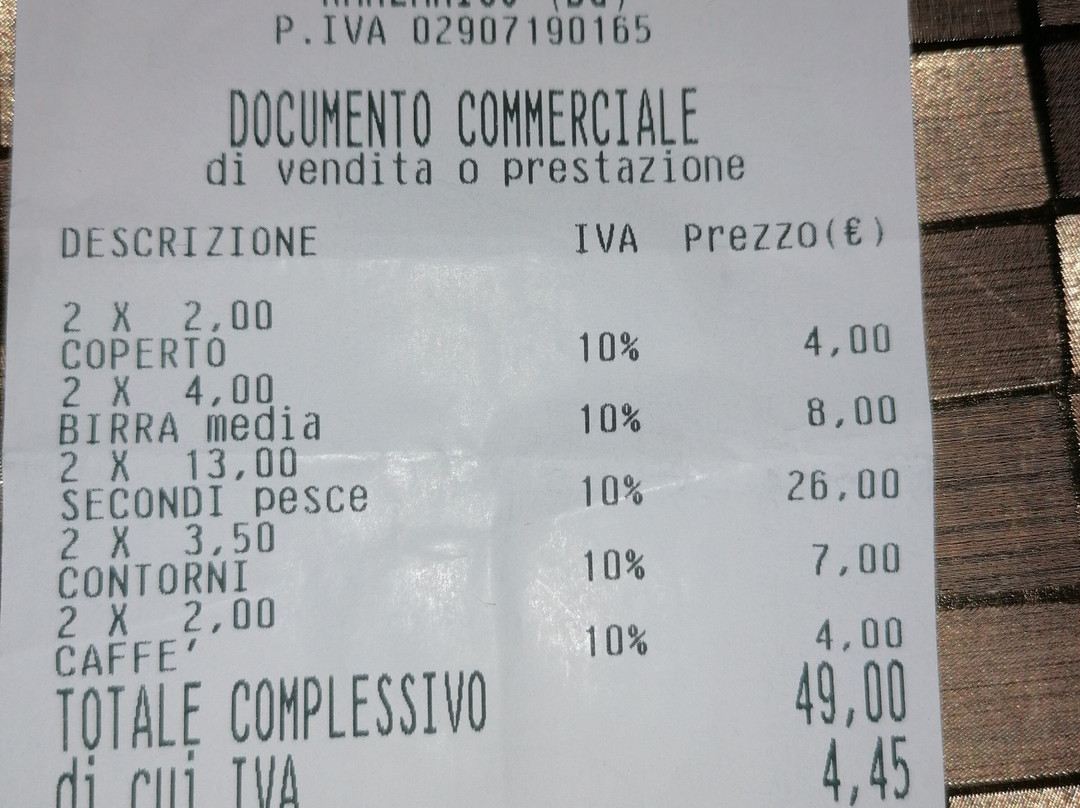 P.IVA 02907190165
DOCUMENTO COMMERCIALE
di vendita o prestazione
DESCRIZIONE IVA Prezzo(€)
2 X 2,00
COPERTO 10% 4,00
2 X 4,00
BIRRA media 10% 8,00
2 X 13,00
SECONDI pesce 10% 26,00
2 X 3,50
CONTORNI 10% 7,00
2 X 2,00
CAFFE' 10% 4,00
TOTALE COMPLESSIVO 49,00
di cui IVA 4,45